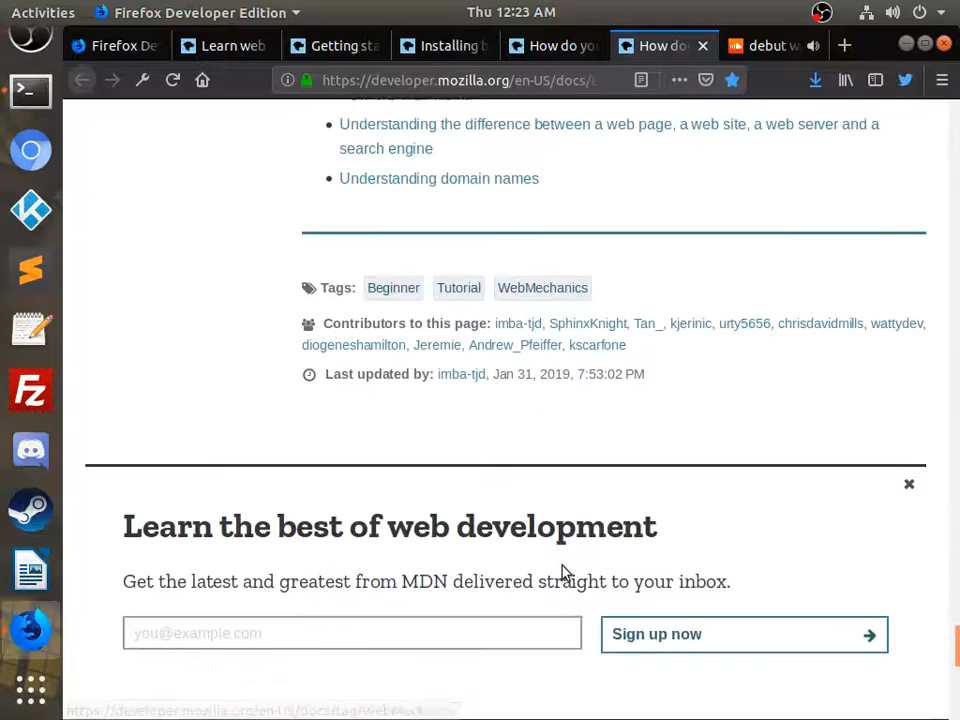 Activities Firefox Developer Edition Thu 12:23 AM
Firefox De Learn web Getting sta Installing b How do you How do debut w
https://developer.mozilla.org/en-US/docs/
Understanding the difference between a web page, a web site, a web server and a
search engine
Understanding domain names
Tags: Beginner Tutorial WebMechanics
Contributors to this page: imba-tjd, SphinxKnight, Tan_, kjerinic, urty5656, chrisdavidmills, wattydev,
diogeneshamilton, Jeremie, Andrew_Pfeiffer, kscarfone
Last updated by: imba-tjd, Jan 31, 2019, 7:53:02 PM
Learn the best of web development
Get the latest and greatest from MDN delivered straight to your inbox.
you@example.com Sign up now
https://developer.mozilla.org/en-US/docs/tag/WebMech